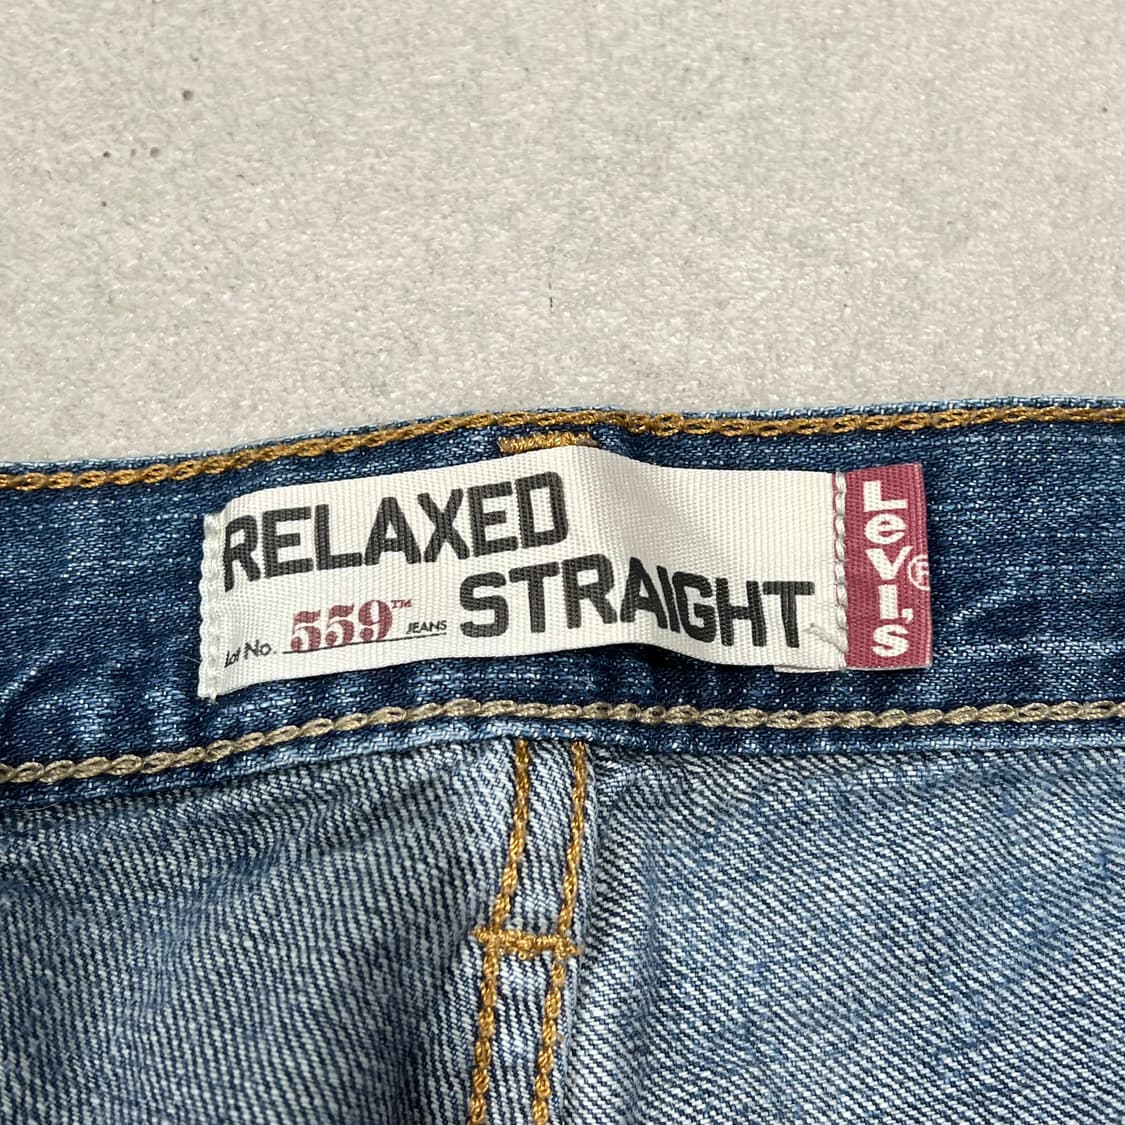 RELAXED
STRAIGHT
Lot No. 559™ JEANS
LeVI'S®